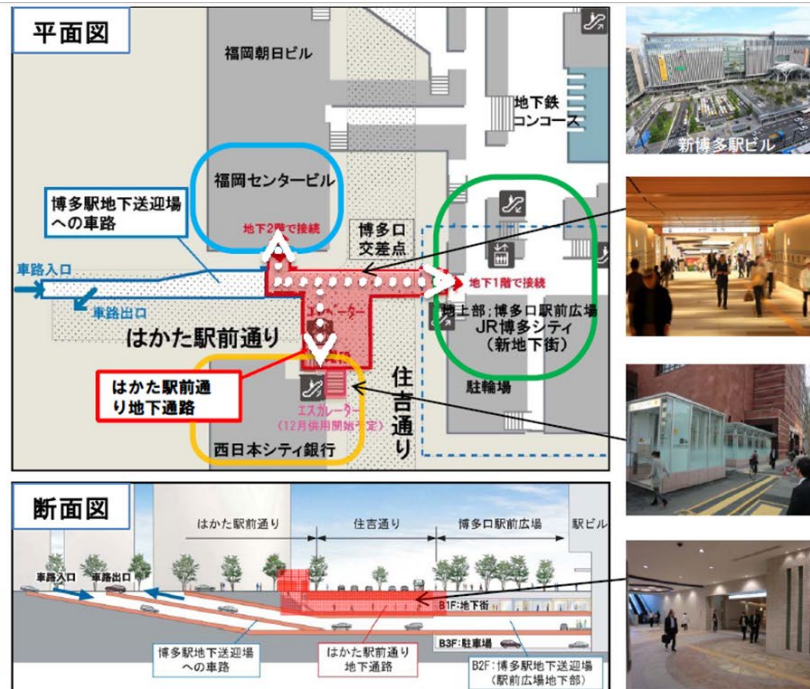 平面図
福岡朝日ビル
地下鉄
コンコース
新博多駅ビル
福岡センタービル
博多駅地下送迎場
への車路
地下2階で接続
博多口
交差点
車路入口
車路出口
地下1階で接続
地上部;博多口駅前広場
JR博多シティ
(新地下街)
はかた駅前通り
はかた駅前通
り地下通路
住吉通り
駐輪場
エスカレーター
(12月供用開始予定)
西日本シティ銀行
断面図
はかた駅前通り
住吉通り
博多口駅前広場
駅ビル
車路入口
車路出口
B1F:地下街
B3F:駐車場
博多駅地下送迎場
への車路
はかた駅前通り
地下通路
B2F:博多駅地下送迎場
(駅前広場地下部)